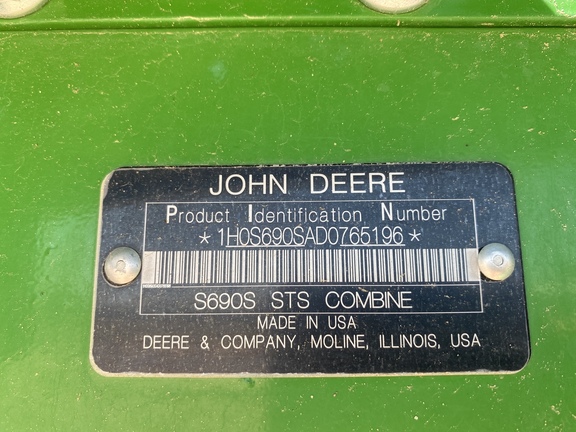 JOHN DEERE
Product Identification Number
*1H0S690SAD0765196*
S690S STS COMBINE
MADE IN USA
DEERE & COMPANY, MOLINE, ILLINOIS, USA